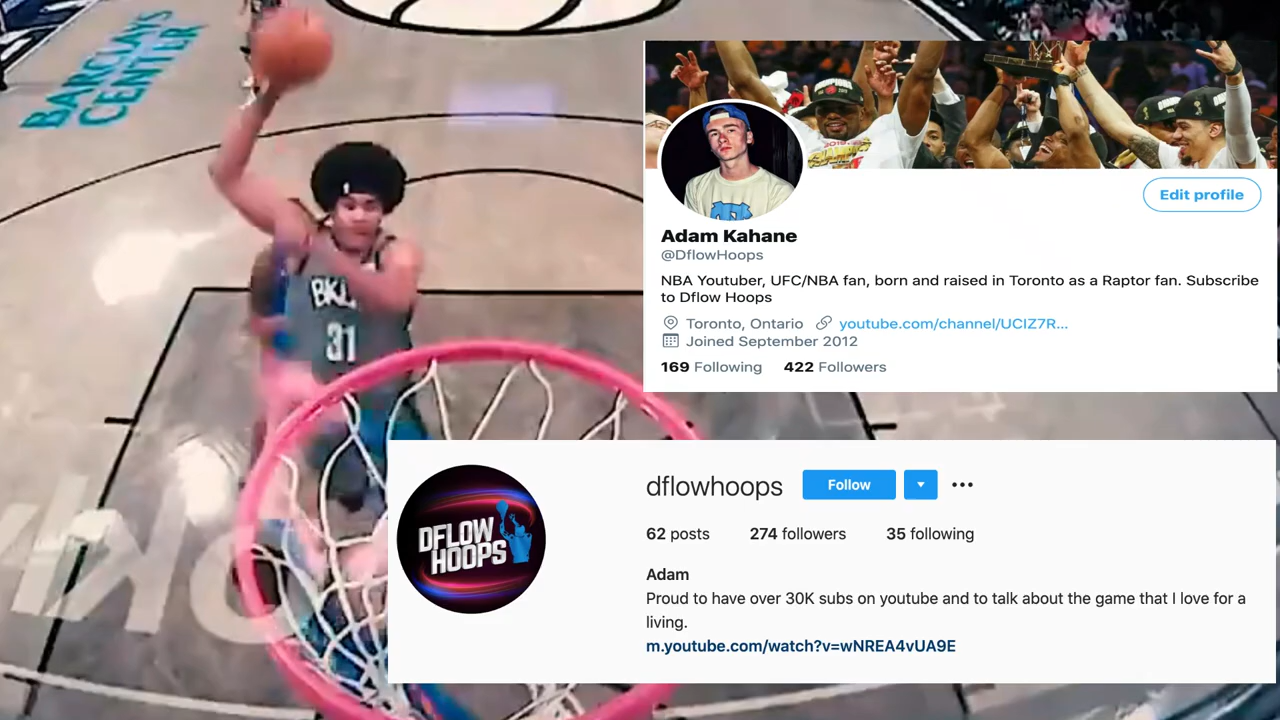 BARCLAYS
CENTER
BK
31
Edit profile
Adam Kahane
@DflowHoops
NBA Youtuber, UFC/NBA fan, born and raised in Toronto as a Raptor fan. Subscribe
to Dflow Hoops
Toronto, Ontario youtube.com/channel/UCIZ7R...
Joined September 2012
169 Following 422 Followers
DFLOW
HOOPS
dflowhoops Follow
62 posts 274 followers 35 following
Adam
Proud to have over 30K subs on youtube and to talk about the game that I love for a
living.
m.youtube.com/watch?v=wNREA4vUA9E